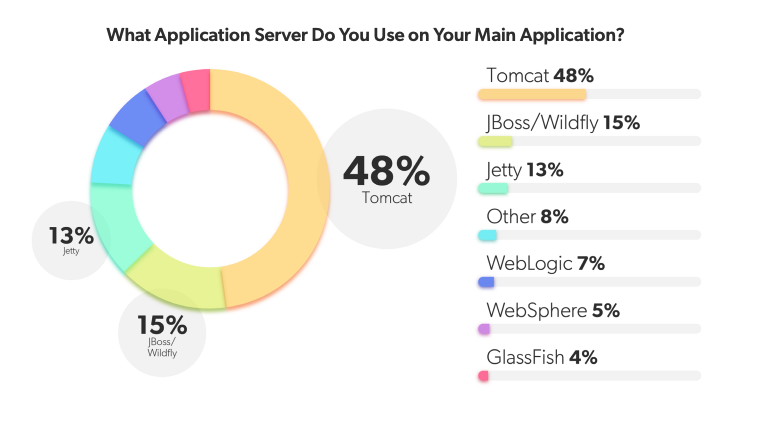 What Application Server Do You Use on Your Main Application?
48%
Tomcat
13%
Jetty
15%
JBoss/
Wildfly
Tomcat 48%
JBoss/Wildfly 15%
Jetty 13%
Other 8%
WebLogic 7%
WebSphere 5%
GlassFish 4%